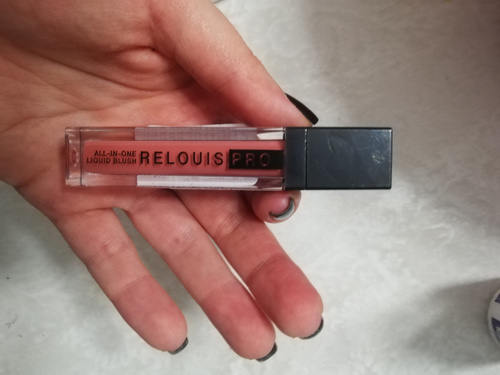 ALL-IN-ONE
LIQUID BLUSH
RELOUIS PRO